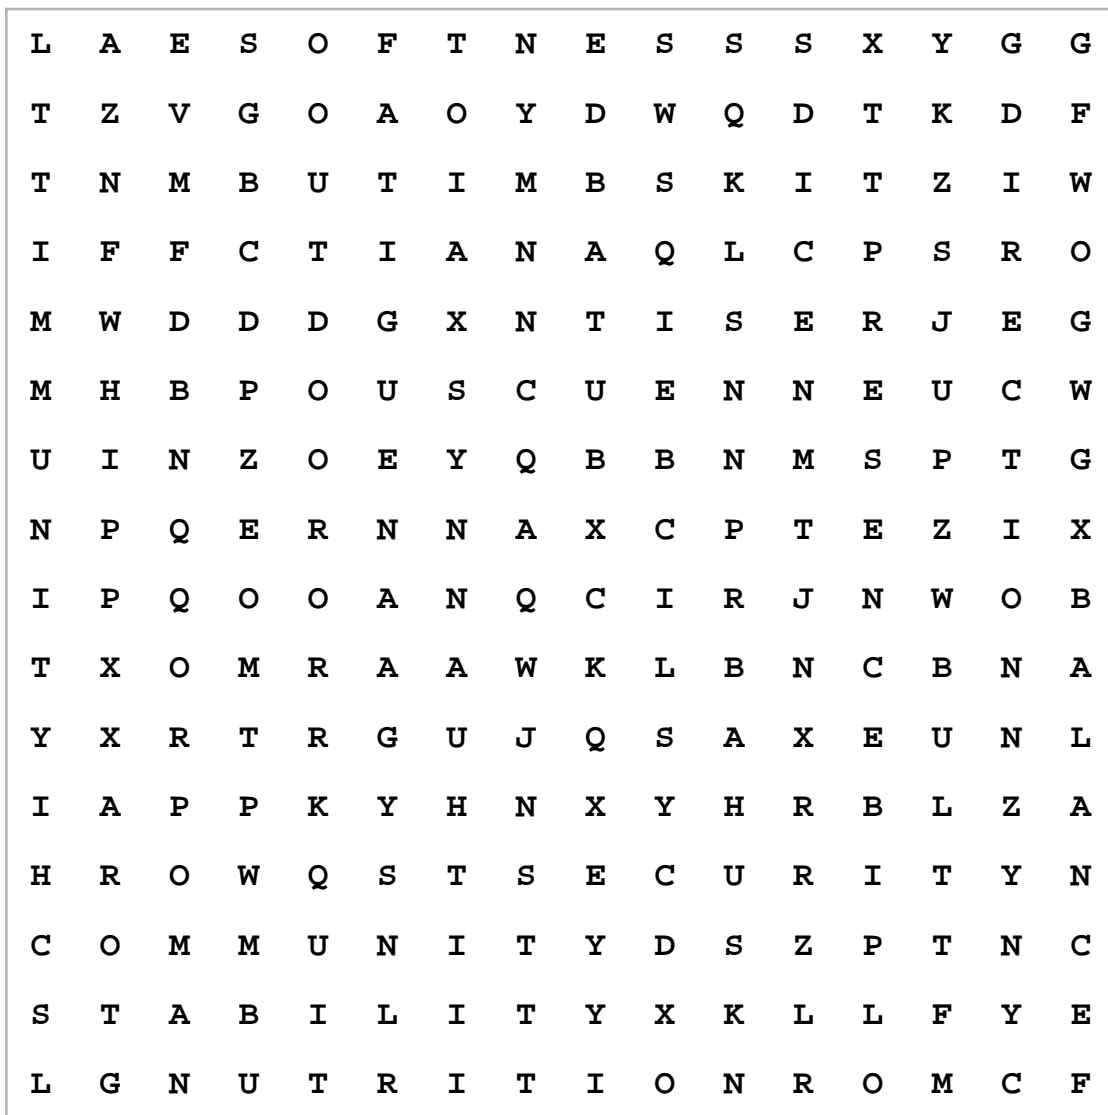 L A E S O F T N E S S S X Y G G
T Z V G O A O Y D W Q D T K D F
T N M B U T I M B S K I T Z I W
I F F C T I A N A Q L C P S R O
M W D D D G X N T I S E R J E G
M H B P O U S C U E N N E U C W
U I N Z O E Y Q B B N M S P T G
N P Q E R N N A X C P T E Z I X
I P Q O O A N Q C I R J N W O B
T X O M R A A W K L B N C B N A
Y X R T R G U J Q S A X E U N L
I A P P K Y H N X Y H R B L Z A
H R O W Q S T S E C U R I T Y N
C O M M U N I T Y D S Z P T N C
S T A B I L I T Y X K L L F Y E
L G N U T R I T I O N R O M C F